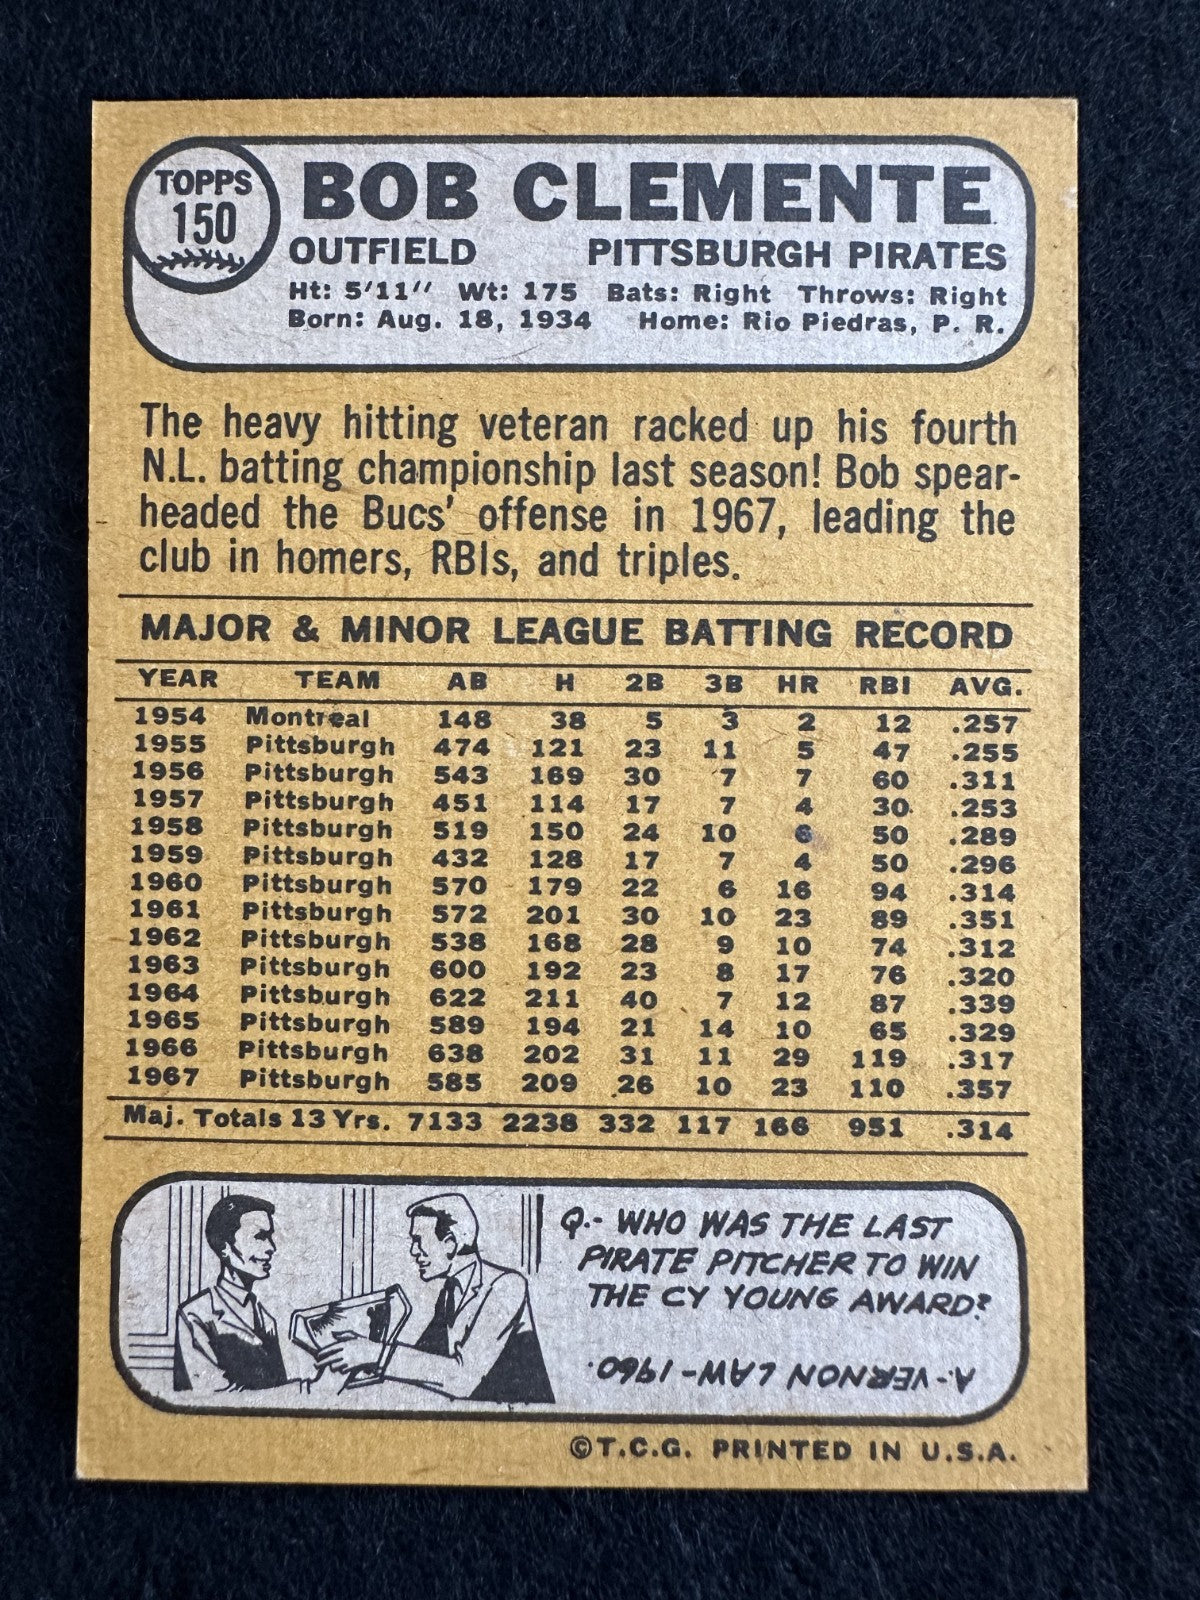 TOPPS
150
BOB CLEMENTE
OUTFIELD PITTSBURGH PIRATES
Ht: 5'11" Wt: 175 Bats: Right Throws: Right
Born: Aug. 18, 1934 Home: Rio Piedras, P. R.
The heavy hitting veteran racked up his fourth
N.L. batting championship last season! Bob spear-
headed the Bucs' offense in 1967, leading the
club in homers, RBIs, and triples.
MAJOR & MINOR LEAGUE BATTING RECORD
YEAR TEAM AB H 2B 3B HR RBI AVG.
1954 Montreal 148 38 5 3 2 12 .257
1955 Pittsburgh 474 121 23 11 5 47 .255
1956 Pittsburgh 543 169 30 7 7 60 .311
1957 Pittsburgh 451 114 17 7 4 30 .253
1958 Pittsburgh 519 150 24 10 6 50 .289
1959 Pittsburgh 432 128 17 7 4 50 .296
1960 Pittsburgh 570 179 22 6 16 94 .314
1961 Pittsburgh 572 201 30 10 23 89 .351
1962 Pittsburgh 538 168 28 9 10 74 .312
1963 Pittsburgh 600 192 23 8 17 76 .320
1964 Pittsburgh 622 211 40 7 12 87 .339
1965 Pittsburgh 589 194 21 14 10 65 .329
1966 Pittsburgh 638 202 31 11 29 119 .317
1967 Pittsburgh 585 209 26 10 23 110 .357
Maj. Totals 13 Yrs. 7133 2238 332 117 166 951 .314
Q.- WHO WAS THE LAST
PIRATE PITCHER TO WIN
THE CY YOUNG AWARD?
A.- VERNON LAW-1960.
©T.C.G. PRINTED IN U.S.A.